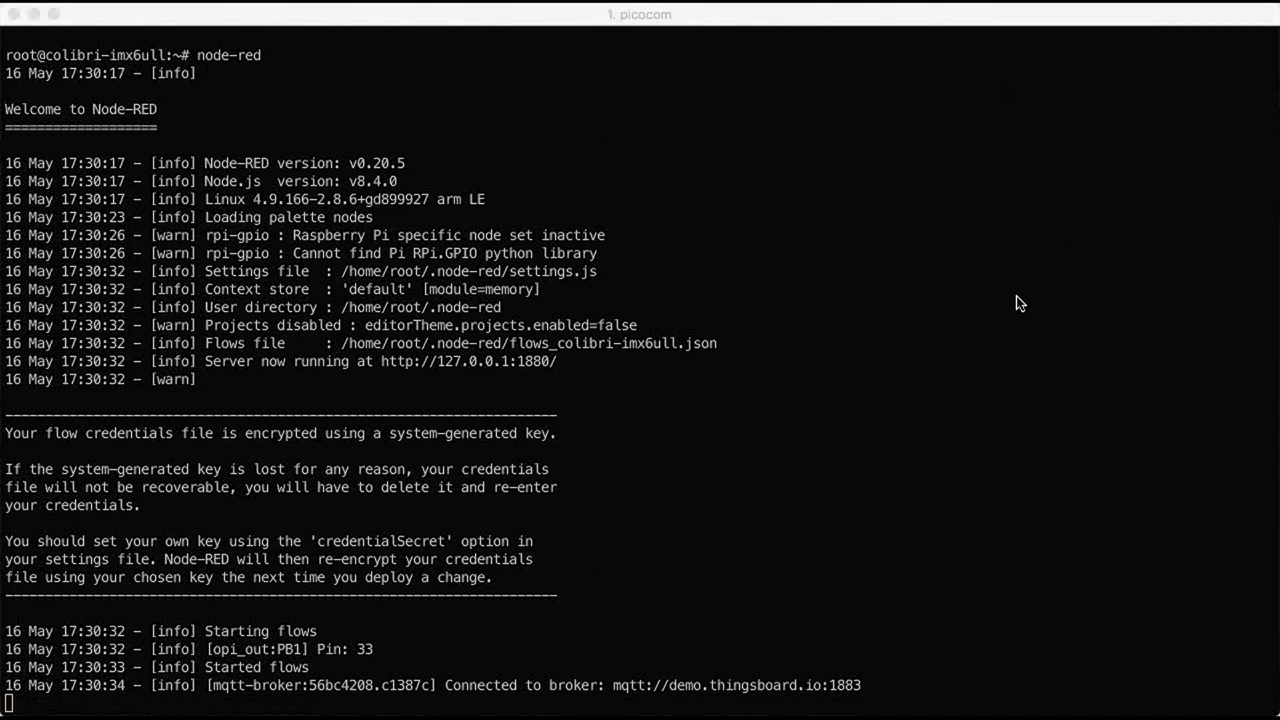 1. picocom
root@colibri-imx6ull:~# node-red
16 May 17:30:17 - [info]
Welcome to Node-RED
===================
16 May 17:30:17 - [info] Node-RED version: v0.20.5
16 May 17:30:17 - [info] Node.js  version: v8.4.0
16 May 17:30:17 - [info] Linux 4.9.166-2.8.6+gd899927 arm LE
16 May 17:30:23 - [info] Loading palette nodes
16 May 17:30:26 - [warn] rpi-gpio : Raspberry Pi specific node set inactive
16 May 17:30:26 - [warn] rpi-gpio : Cannot find Pi RPi.GPIO python library
16 May 17:30:32 - [info] Settings file  : /home/root/.node-red/settings.js
16 May 17:30:32 - [info] Context store  : 'default' [module=memory]
16 May 17:30:32 - [info] User directory : /home/root/.node-red
16 May 17:30:32 - [warn] Projects disabled : editorTheme.projects.enabled=false
16 May 17:30:32 - [info] Flows file     : /home/root/.node-red/flows_colibri-imx6ull.json
16 May 17:30:32 - [info] Server now running at http://127.0.0.1:1880/
16 May 17:30:32 - [warn]
---------------------------------------------------------------------
Your flow credentials file is encrypted using a system-generated key.
If the system-generated key is lost for any reason, your credentials
file will not be recoverable, you will have to delete it and re-enter
your credentials.
You should set your own key using the 'credentialSecret' option in
your settings file. Node-RED will then re-encrypt your credentials
file using your chosen key the next time you deploy a change.
---------------------------------------------------------------------
16 May 17:30:32 - [info] Starting flows
16 May 17:30:32 - [info] [opi_out:PB1] Pin: 33
16 May 17:30:33 - [info] Started flows
16 May 17:30:34 - [info] [mqtt-broker:56bc4208.c1387c] Connected to broker: mqtt://demo.thingsboard.io:1883